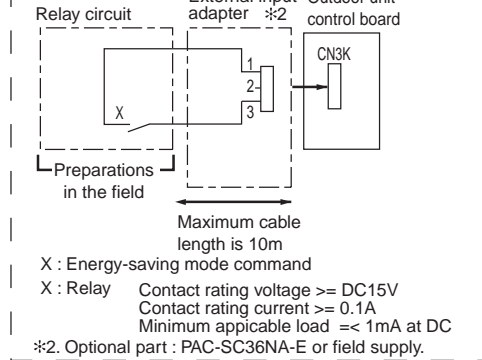 Relay circuit
External input
adapter ※2
Outdoor unit
control board
CN3K
1
2
3
X
Preparations
in the field
Maximum cable
length is 10m
X : Energy-saving mode command
X : Relay Contact rating voltage >= DC15V
Contact rating current >= 0.1A
Minimum appicable load =< 1mA at DC
※2. Optional part : PAC-SC36NA-E or field supply.